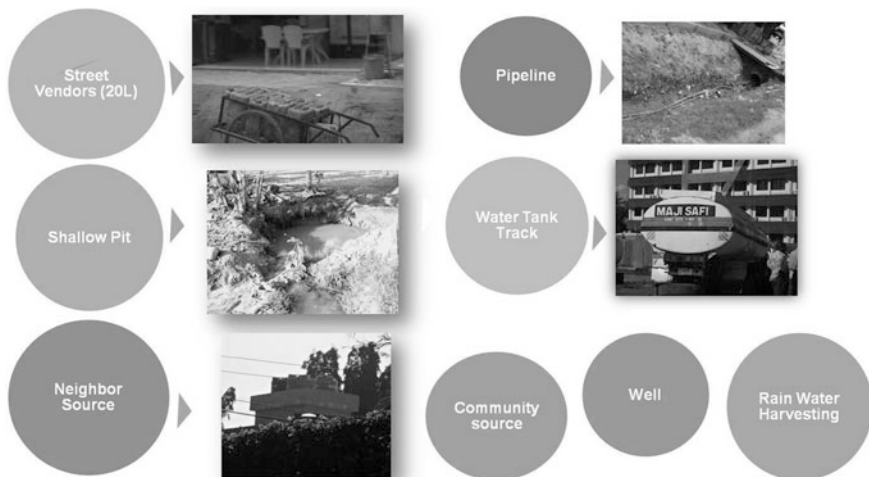 Street
Vendors (20L)
Pipeline
Shallow Pit
Water Tank
Track
MAJI SAFI
Neighbor
Source
Community
source
Well
Rain Water
Harvesting